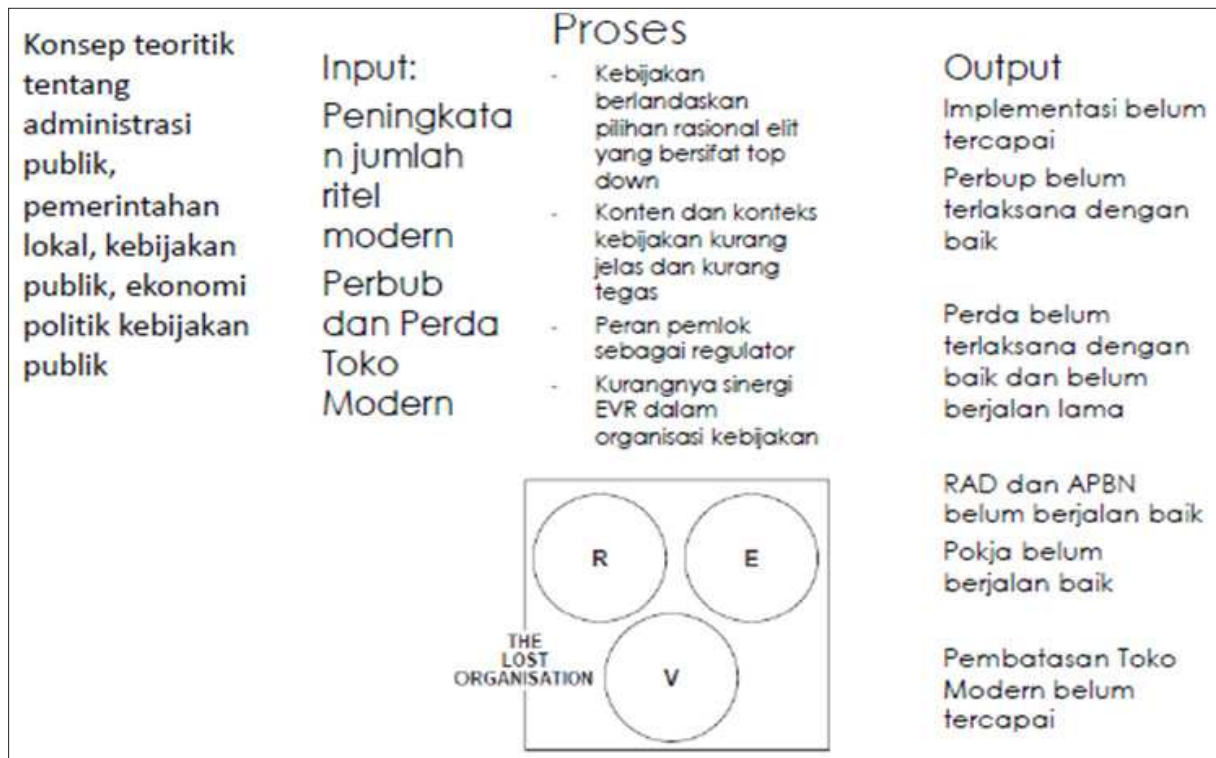 Konsep teoritik
tentang
administrasi
publik,
pemerintahan
lokal, kebijakan
publik, ekonomi
politik kebijakan
publik
Input:
Peningkata
n jumlah
ritel
modern
Perbub
dan Perda
Toko
Modern
Proses
- Kebijakan
berlandaskan
pilihan rasional elit
yang bersifat top
down
- Konten dan konteks
kebijakan kurang
jelas dan kurang
tegas
- Peran pemlok
sebagai regulator
- Kurangnya sinergi
EVR dalam
organisasi kebijakan
R
E
V
THE
LOST
ORGANISATION
Output
Implementasi belum
tercapai
Perbup belum
terlaksana dengan
baik
Perda belum
terlaksana dengan
baik dan belum
berjalan lama
RAD dan APBN
belum berjalan baik
Pokja belum
berjalan baik
Pembatasan Toko
Modern belum
tercapai